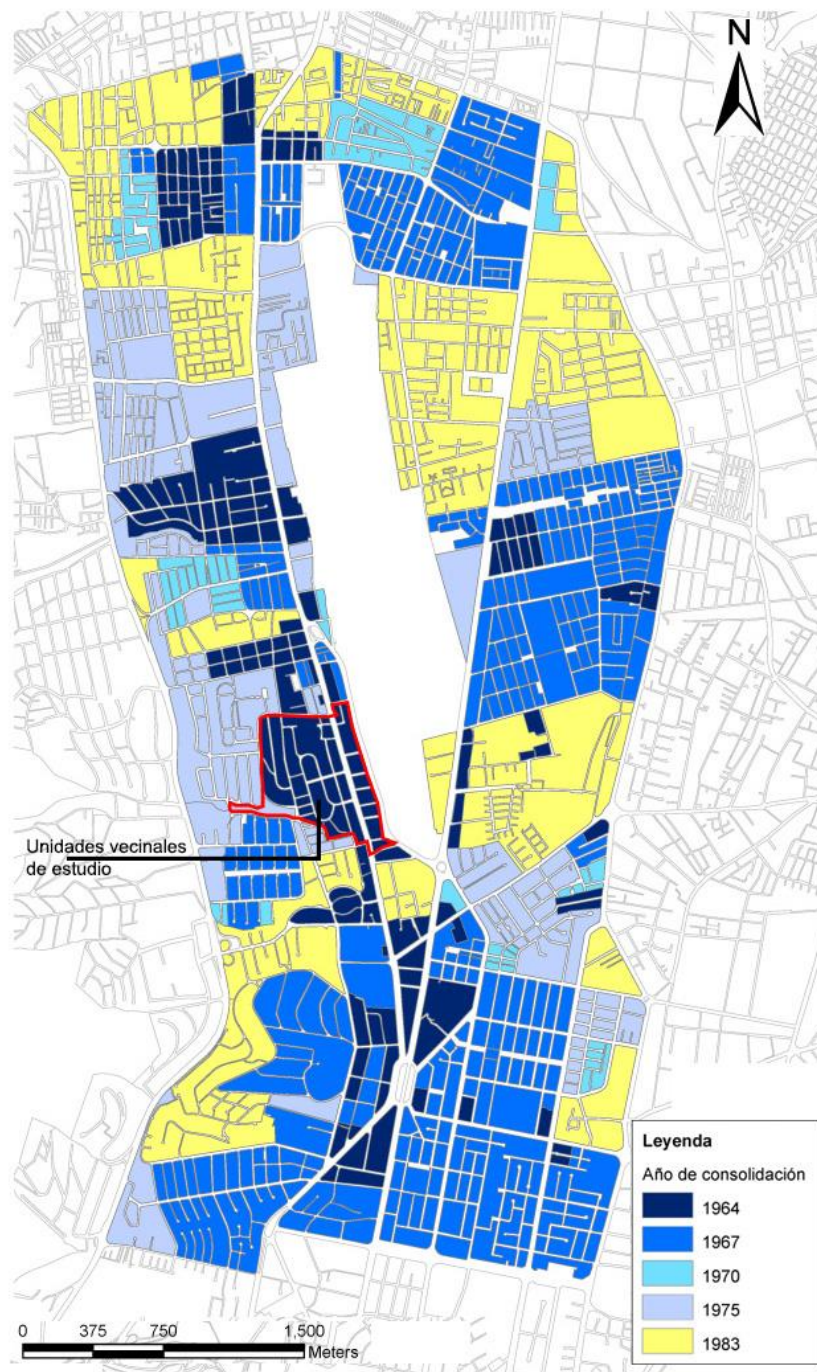 N
Unidades vecinales
de estudio
Leyenda
Año de consolidación
1964
1967
1970
1975
1983
0 375 750 1,500
Meters